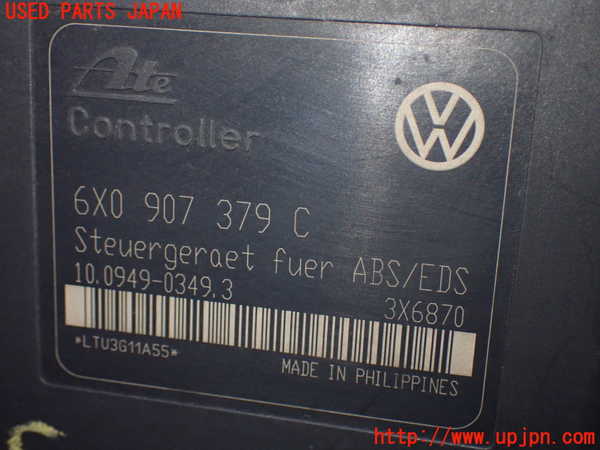 USED PARTS JAPAN
Ate
Controller
6X0 907 379 C
Steuergeraet fuer ABS/EDS
10.0949-0349.3 3X6870
*LTU3G11A55*
MADE IN PHILIPPINES
http://www.upjpn.com/